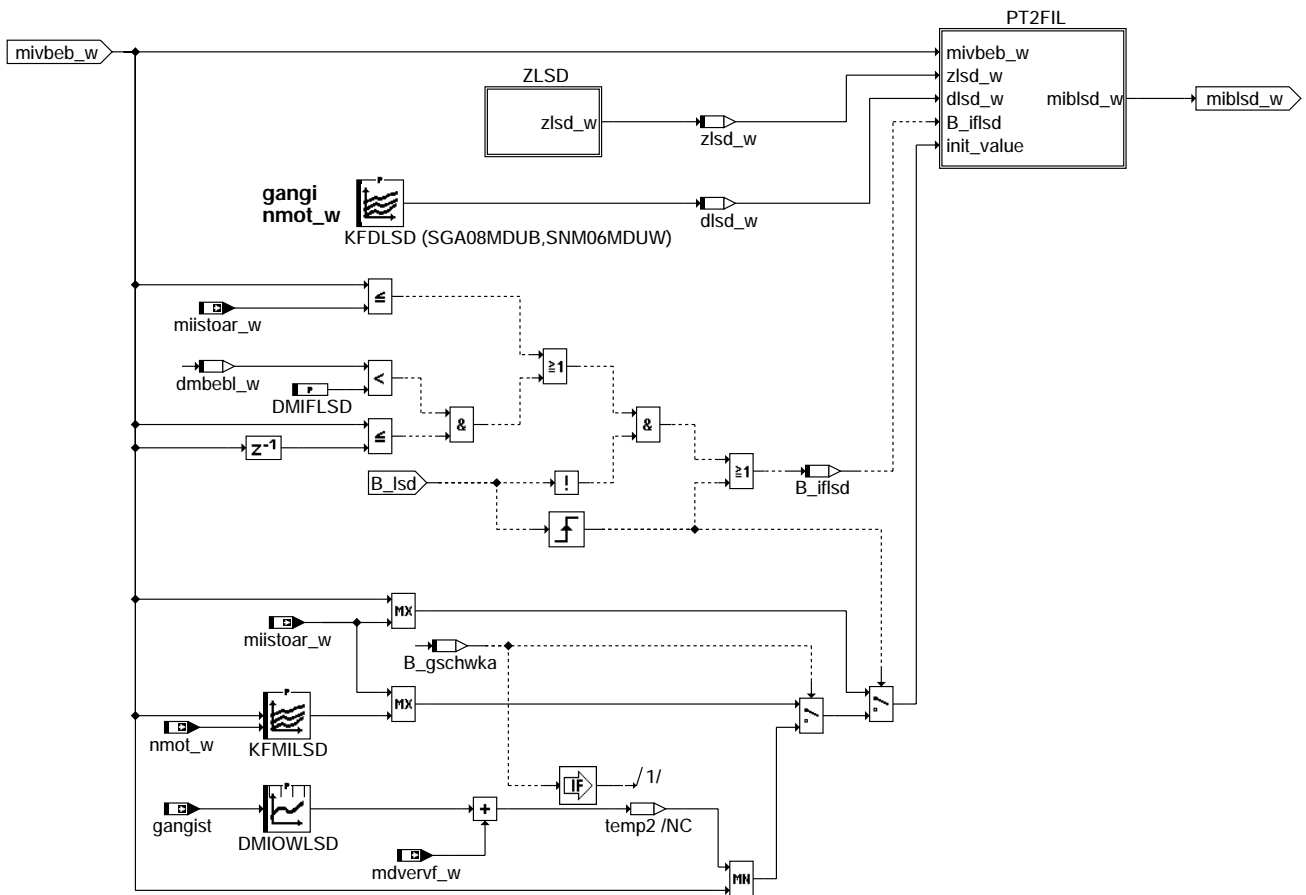 PT2FIL
mivbeb_w
mivbeb_w
zlsd_w
dlsd_w
B_iflsd
init_value
miblsd_w
miblsd_w
ZLSD
zlsd_w
zlsd_w
gangi
nmot_w
P
KFDLSD (SGA08MDUB,SNM06MDUW)
dlsd_w
≤
miistoar_w
dmbebl_w
<
P
DMIFLSD
≥1
&
≤
z-1
&
≥1
B_lsd
!
B_iflsd
MX
miistoar_w
B_gschwka
MX
P
nmot_w
KFMILSD
IF
/1/
P
gangist
DMIOWLSD
+
temp2 /NC
mdvervf_w
MN